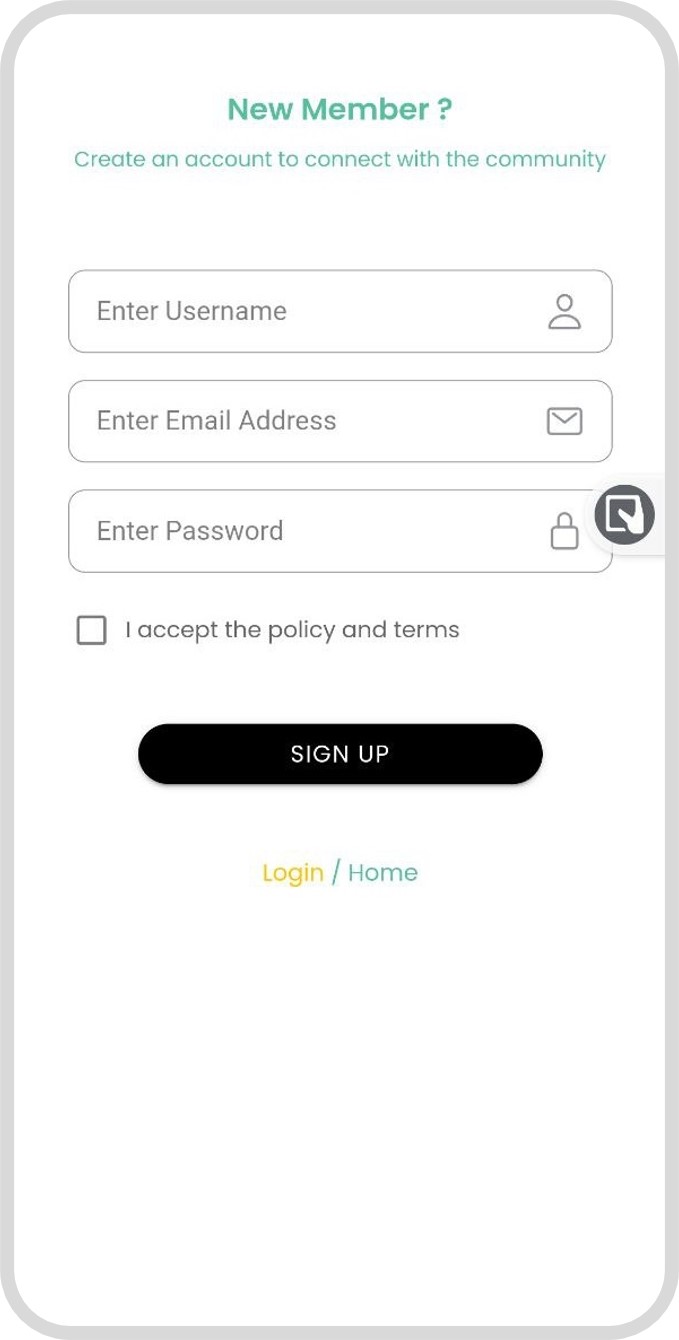 New Member ?
Create an account to connect with the community
Enter Username
Enter Email Address
Enter Password
I accept the policy and terms
SIGN UP
Login / Home